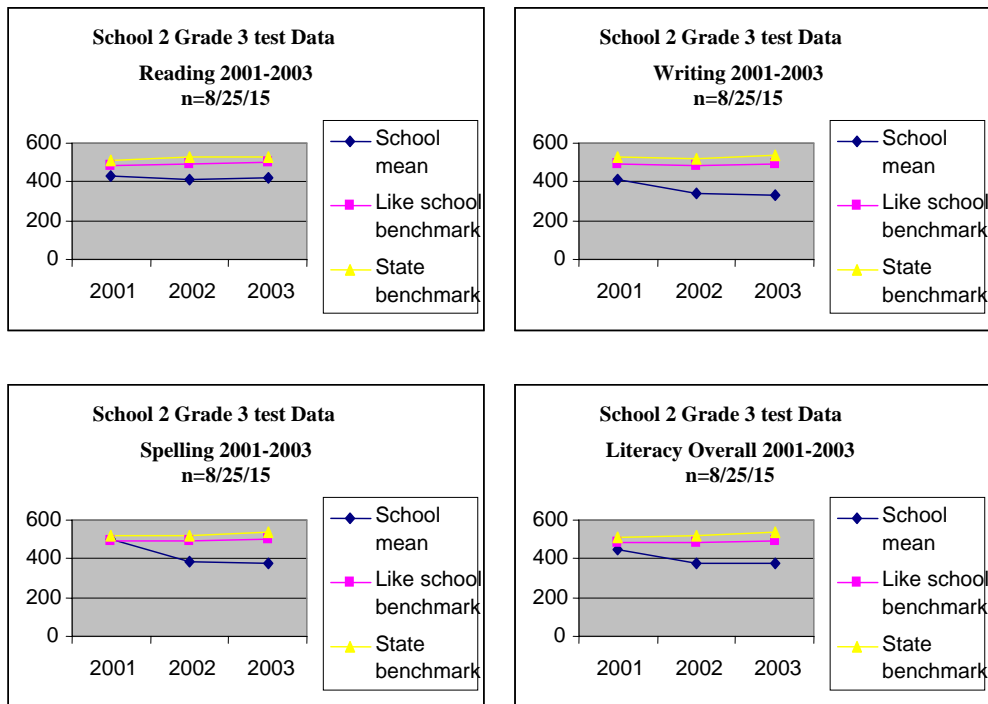 School 2 Grade 3 test Data
Reading 2001-2003
n=8/25/15
600
400
200
0
2001 2002 2003
School
mean
Like school
benchmark
State
benchmark
School 2 Grade 3 test Data
Writing 2001-2003
n=8/25/15
600
400
200
0
2001 2002 2003
School
mean
Like school
benchmark
State
benchmark
School 2 Grade 3 test Data
Spelling 2001-2003
n=8/25/15
600
400
200
0
2001 2002 2003
School
mean
Like school
benchmark
State
benchmark
School 2 Grade 3 test Data
Literacy Overall 2001-2003
n=8/25/15
600
400
200
0
2001 2002 2003
School
mean
Like school
benchmark
State
benchmark